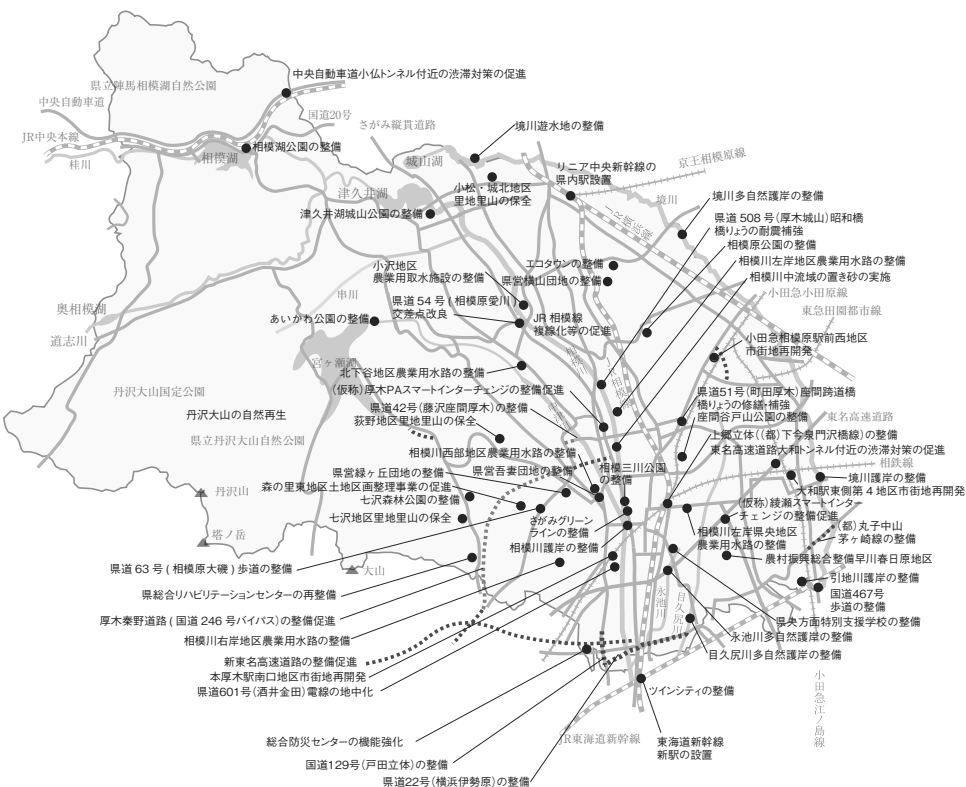 中央自動車道小仏トンネル付近の渋滞対策の促進
県立陣馬相模湖自然公園
中央自動車道
国道20号
さがみ縦貫道路
JR中央本線
相模湖公園の整備
相模湖
桂川
境川遊水地の整備
城山湖
リニア中央新幹線の
県内駅設置
京王相模原線
津久井湖
小松・城北地区
里地里山の保全
境川
境川多自然護岸の整備
津久井湖城山公園の整備
JR横浜線
県道508号(厚木城山)昭和橋
橋りょうの耐震補強
相模原公園の整備
相模川左岸地区農業用水路の整備
小沢地区
農業用取水施設の整備
エコタウンの整備
県営横山団地の整備
相模川中流域の置き砂の実施
小田急小田原線
串川
県道54号(相模原愛川)
交差点改良
奥相模湖
東急田園都市線
あいかわ公園の整備
JR相模線
複線化等の促進
道志川
小田急相模原駅前西地区
市街地再開発
宮ヶ瀬湖
相模川
JR相模線
北下谷地区農業用水路の整備
丹沢大山国定公園
(仮称)厚木PAスマートインターチェンジの整備促進
県道51号(町田厚木)座間跨道橋
橋りょうの修繕・補強
県道42号(藤沢座間厚木)の整備
丹沢大山の自然再生
座間谷戸山公園の整備
東名高速道路
荻野地区里地里山の保全
県立丹沢大山自然公園
上郷立体((都)下今泉門沢橋線)の整備
相模川西部地区農業用水路の整備
東名高速道路大和トンネル付近の渋滞対策の促進
相鉄線
県営緑ヶ丘団地の整備
県営吾妻団地の整備
相模三川公園
の整備
境川護岸の整備
森の里東地区土地区画整理事業の促進
大和駅東側第4地区市街地再開発
丹沢山
七沢森林公園の整備
(仮称)綾瀬スマートインター
チェンジの整備促進
七沢地区里地里山の保全
さがみグリーン
ラインの整備
(都)丸子中山
茅ヶ崎線の整備
塔ノ岳
相模川左岸県央地区
農業用水路の整備
相模川護岸の整備
農村振興総合整備早川春日原地区
大山
県道63号(相模原大磯)歩道の整備
引地川護岸の整備
県総合リハビリテーションセンターの再整備
国道467号
歩道の整備
永池川
目久尻川
厚木秦野道路(国道246号バイパス)の整備促進
県央方面特別支援学校の整備
相模川右岸地区農業用水路の整備
永池川多自然護岸の整備
新東名高速道路の整備促進
目久尻川多自然護岸の整備
本厚木駅南口地区市街地再開発
県道601号(酒井金田)電線の地中化
ツインシティの整備
小田急江ノ島線
総合防災センターの機能強化
JR東海道新幹線
東海道新幹線
新駅の設置
国道129号(戸田立体)の整備
県道22号(横浜伊勢原)の整備